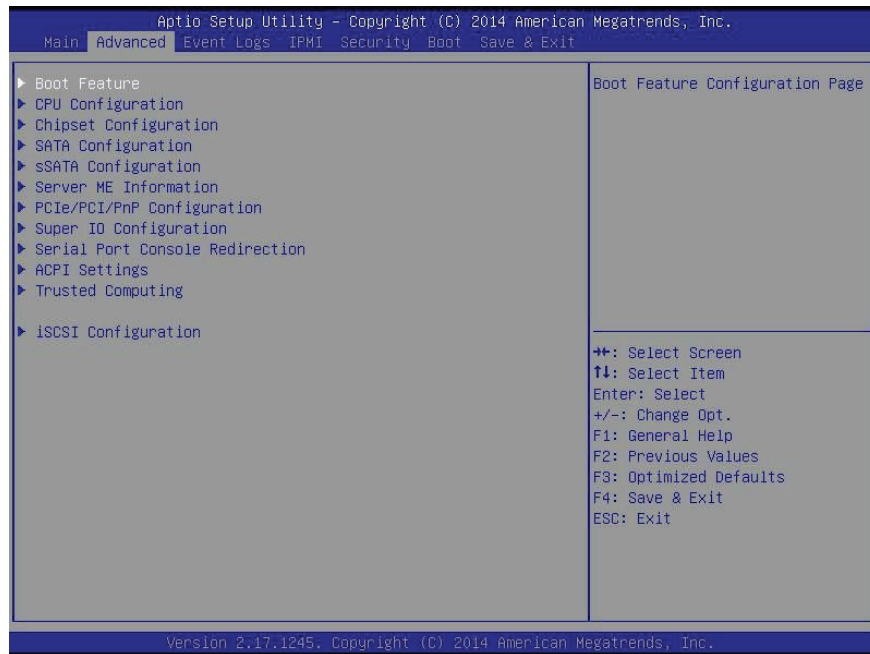 Aptio Setup Utility – Copyright (C) 2014 American Megatrends, Inc.
Main Advanced Event Logs IPMI Security Boot Save & Exit
▶ Boot Feature
▶ CPU Configuration
▶ Chipset Configuration
▶ SATA Configuration
▶ sSATA Configuration
▶ Server ME Information
▶ PCIe/PCI/PnP Configuration
▶ Super IO Configuration
▶ Serial Port Console Redirection
▶ ACPI Settings
▶ Trusted Computing
▶ iSCSI Configuration
Boot Feature Configuration Page
→←: Select Screen
↑↓: Select Item
Enter: Select
+/-: Change Opt.
F1: General Help
F2: Previous Values
F3: Optimized Defaults
F4: Save & Exit
ESC: Exit
Version 2.17.1245. Copyright (C) 2014 American Megatrends, Inc.